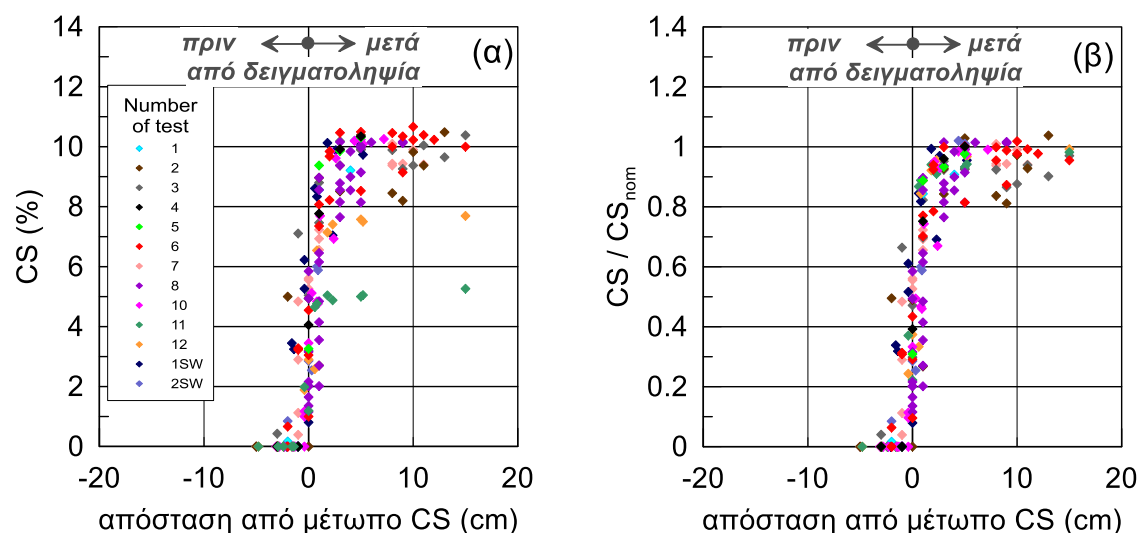 14
12
10
8
6
4
2
0
CS (%)
πριν μετά
από δειγματοληψία
(α)
Number
of test
1
2
3
4
5
6
7
8
10
11
12
1SW
2SW
-20 -10 0 10 20
απόσταση από μέτωπο CS (cm)
1.4
1.2
1
0.8
0.6
0.4
0.2
0
CS / CSnom
πριν μετά
από δειγματοληψία
(β)
-20 -10 0 10 20
απόσταση από μέτωπο CS (cm)